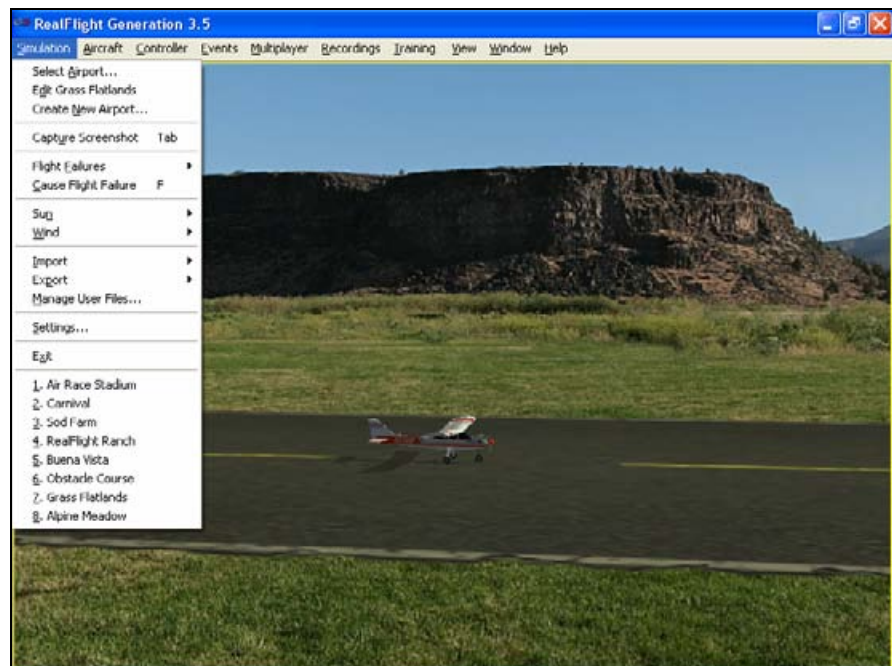 RealFlight Generation 3.5
Simulation Aircraft Controller Events Multiplayer Recordings Training View Window Help
Select Airport...
Edit Grass Flatlands
Create New Airport...
Capture Screenshot Tab
Flight Failures
Cause Flight Failure F
Sun
Wind
Import
Export
Manage User Files...
Settings...
Exit
1. Air Race Stadium
2. Carnival
3. Sod Farm
4. RealFlight Ranch
5. Buena Vista
6. Obstacle Course
7. Grass Flatlands
8. Alpine Meadow